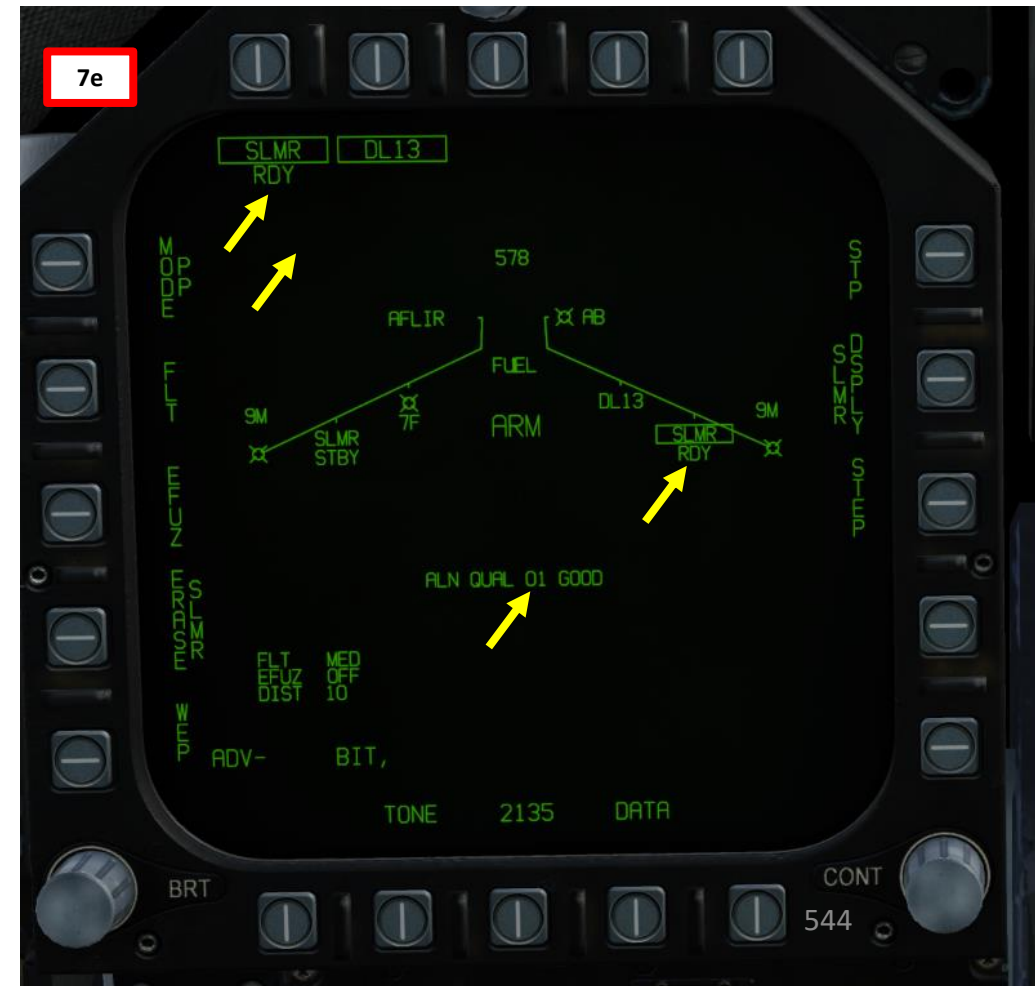 7e
SLMR DL13
RDY
MODE
PP
578
STP
AFLIR
AB
FUEL
FLT
DSPLY
SLMR
9M
7F
DL13
9M
ARM
SLMR
STBY
SLMR
RDY
EFUZ
STEP
ALN QUAL 01 GOOD
ERASE
SLMR
FLT MED
EFUZ OFF
DIST 10
WEP
ADV- BIT,
TONE 2135 DATA
BRT
CONT
544